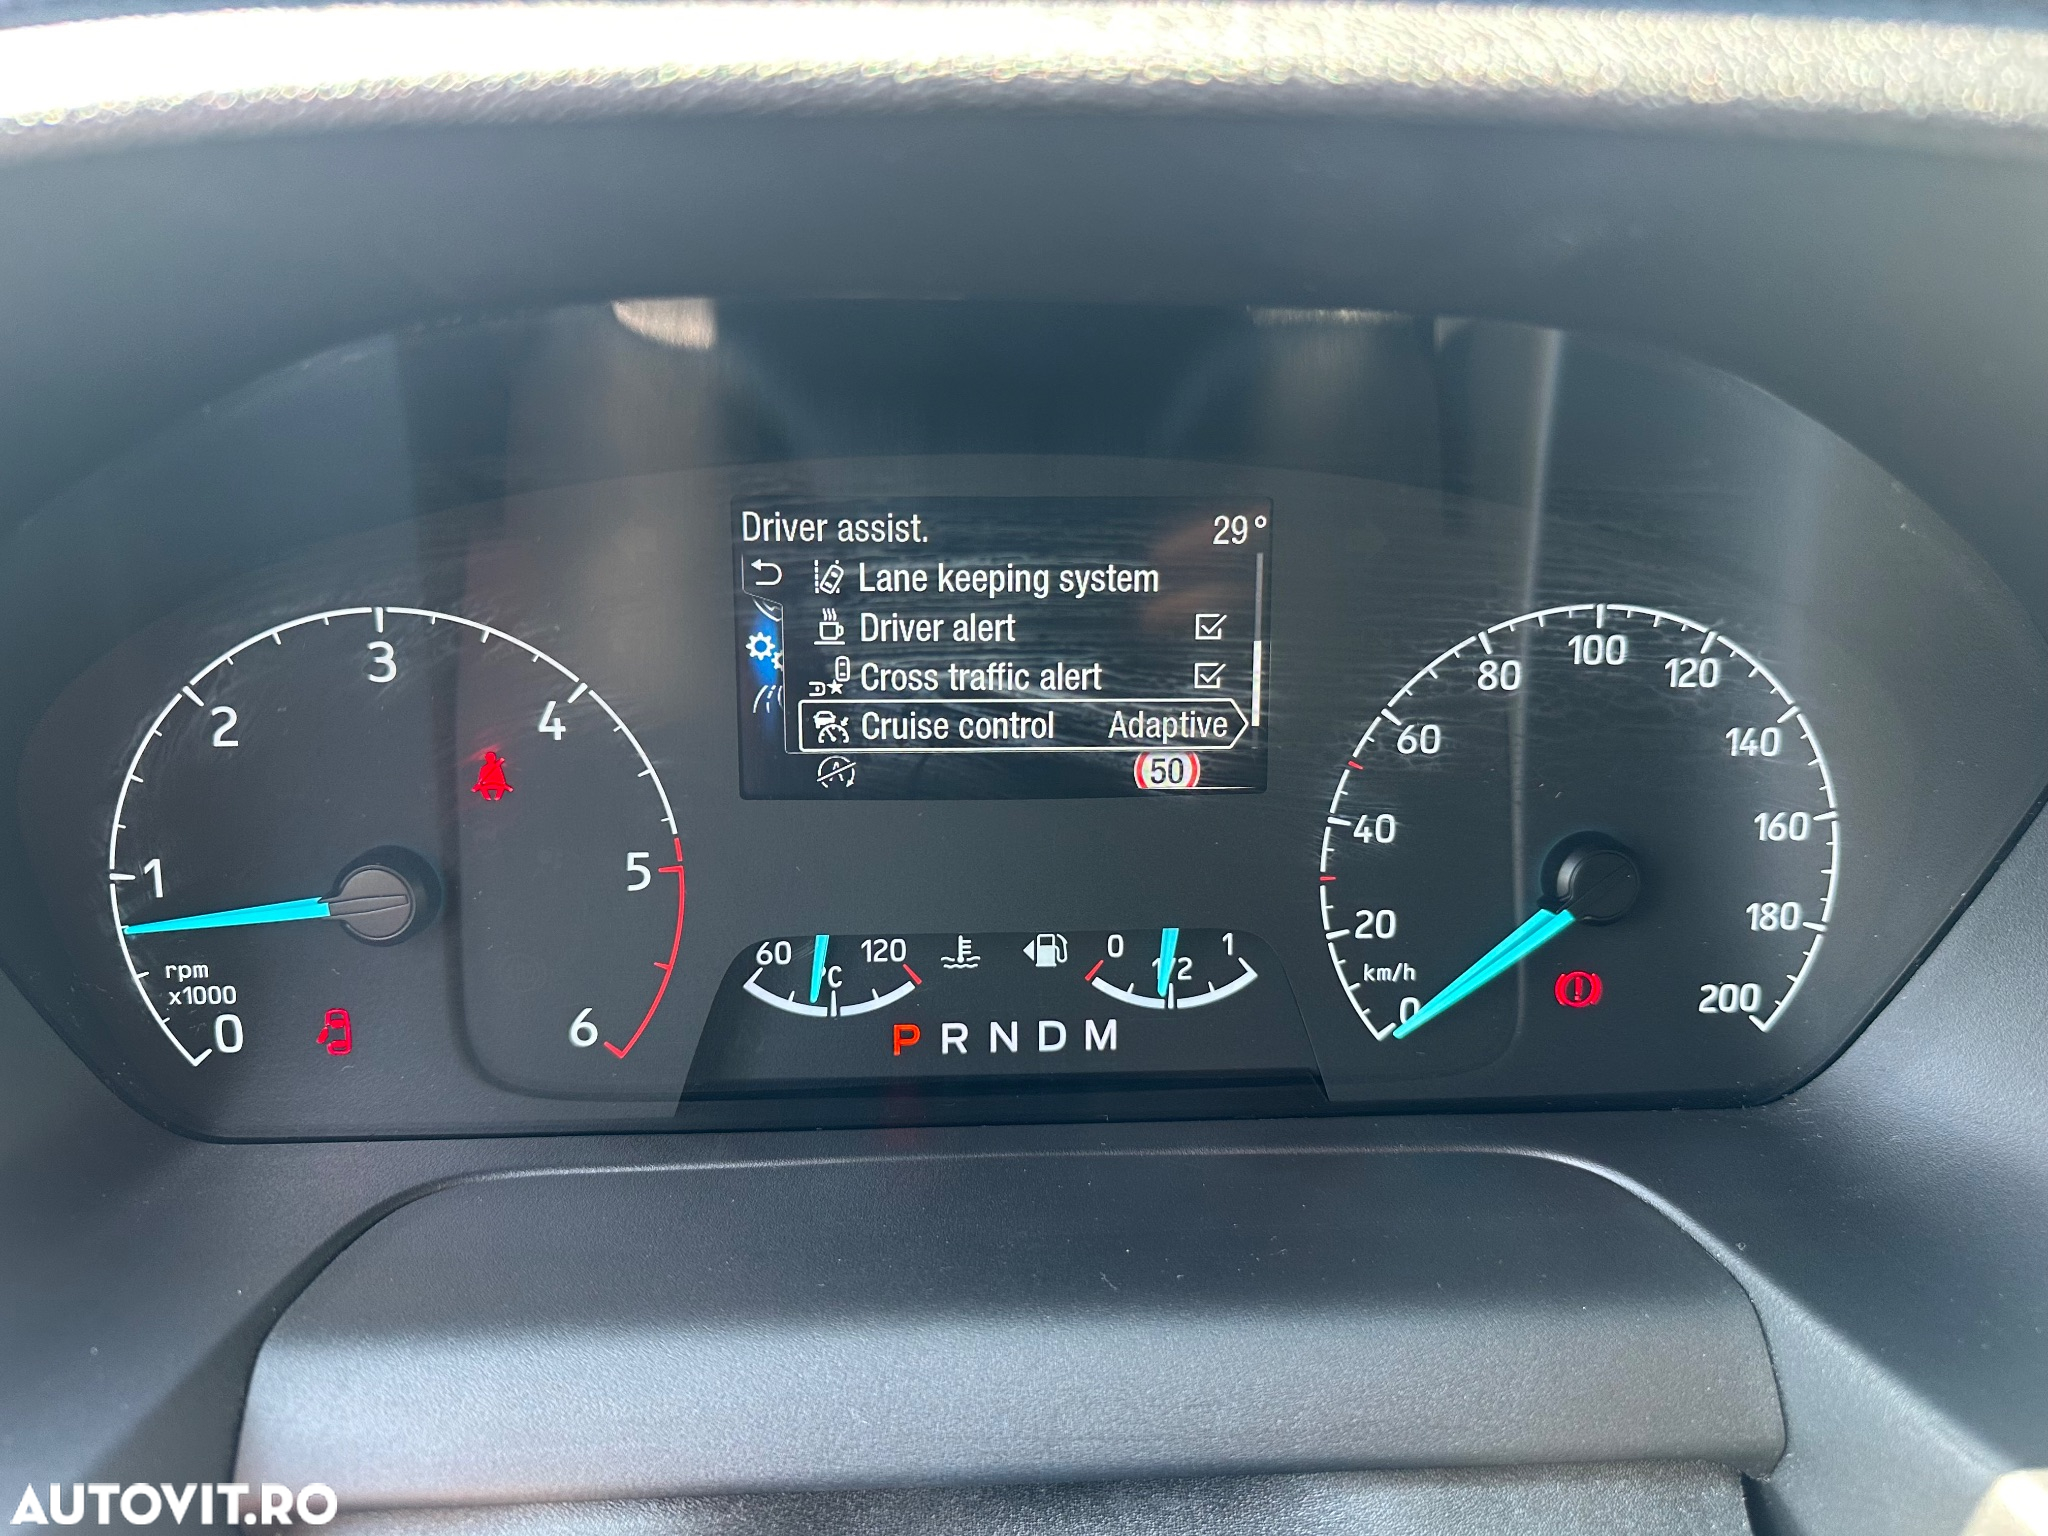 Driver assist. 29°
Lane keeping system
Driver alert
Cross traffic alert
Cruise control Adaptive
A 50
0 1 2 3 4 5 6
rpm
x1000
60 120
°C
0 1/2 1
P R N D M
0 20 40 60 80 100 120 140 160 180 200
km/h
AUTOVIT.RO